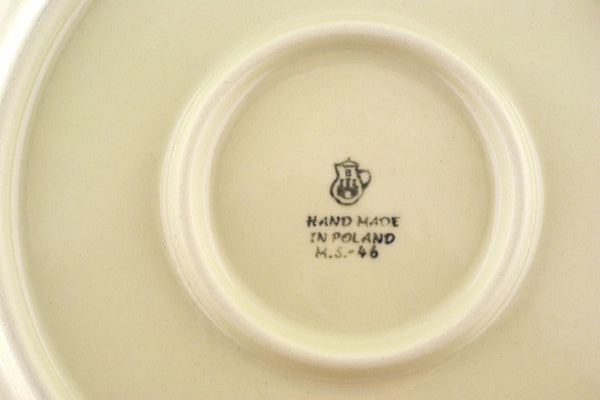 B
HAND MADE
IN POLAND
M.S.-46